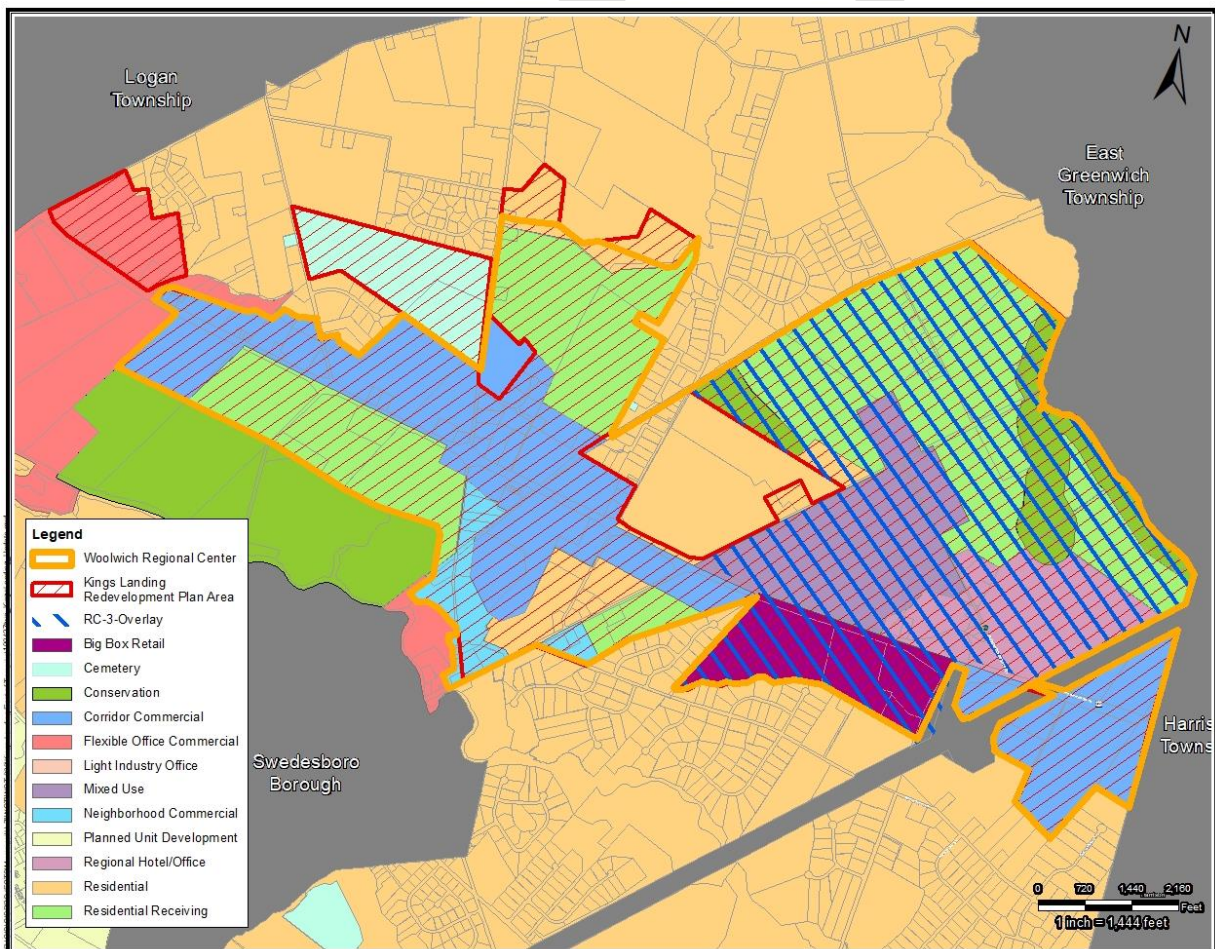 N
Logan
Township
East
Greenwich
Township
Legend
Woolwich Regional Center
Kings Landing
Redevelopment Plan Area
RC-3-Overlay
Big Box Retail
Cemetery
Conservation
Corridor Commercial
Flexible Office Commercial
Light Industry Office
Mixed Use
Neighborhood Commercial
Planned Unit Development
Regional Hotel/Office
Residential
Residential Receiving
Swedesboro
Borough
Harris
Towns
0 720 1,440 2,160
Feet
1 inch = 1,444 feet